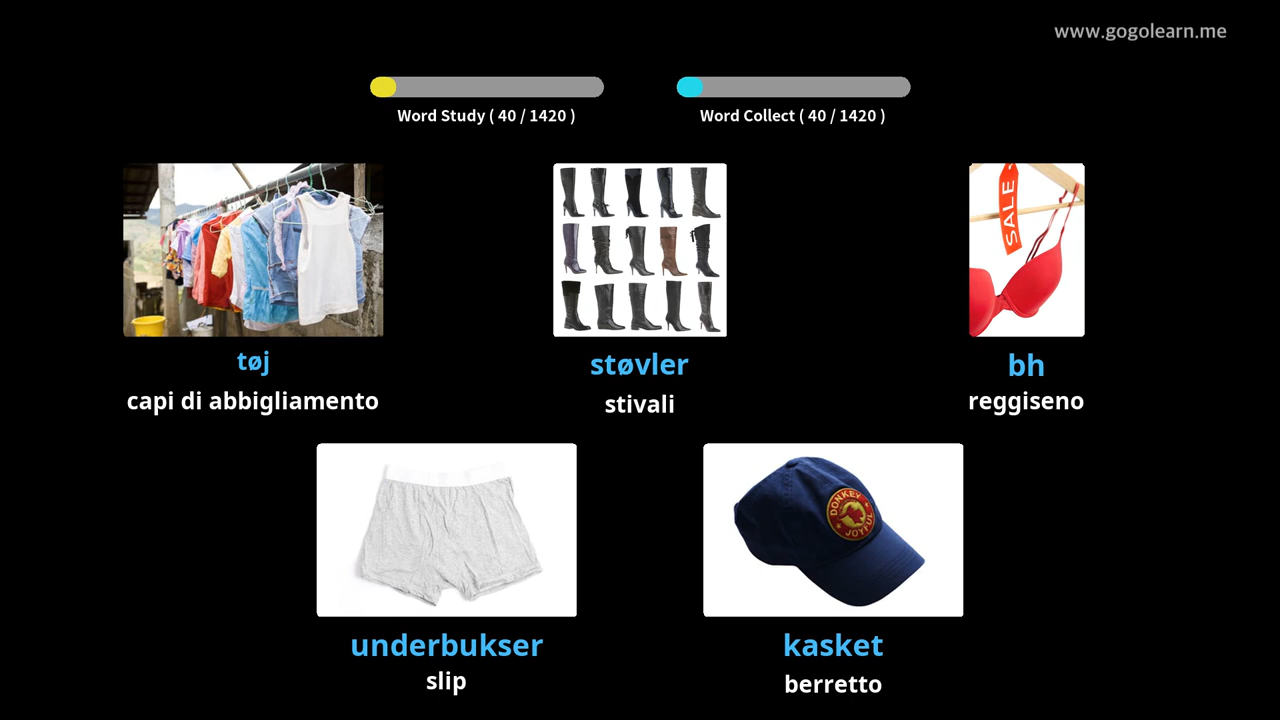 www.gogolearn.me
Word Study ( 40 / 1420 )
Word Collect ( 40 / 1420 )
SALE
tøj
støvler
bh
capi di abbigliamento
stivali
reggiseno
DONKEY
JOYFUL
underbukser
kasket
slip
berretto